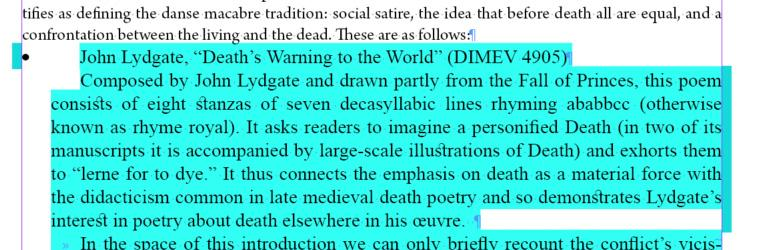 tifies as defining the danse macabre tradition: social satire, the idea that before death all are equal, and a
confrontation between the living and the dead. These are as follows:¶
• John Lydgate, “Death’s Warning to the World” (DIMEV 4905)¶
Composed by John Lydgate and drawn partly from the Fall of Princes, this poem
consists of eight stanzas of seven decasyllabic lines rhyming ababbcc (otherwise
known as rhyme royal). It asks readers to imagine a personified Death (in two of its
manuscripts it is accompanied by large-scale illustrations of Death) and exhorts them
to “lerne for to dye.” It thus connects the emphasis on death as a material force with
the didacticism common in late medieval death poetry and so demonstrates Lydgate’s
interest in poetry about death elsewhere in his œuvre. ¶
» In the space of this introduction we can only briefly recount the conflict’s vicis-